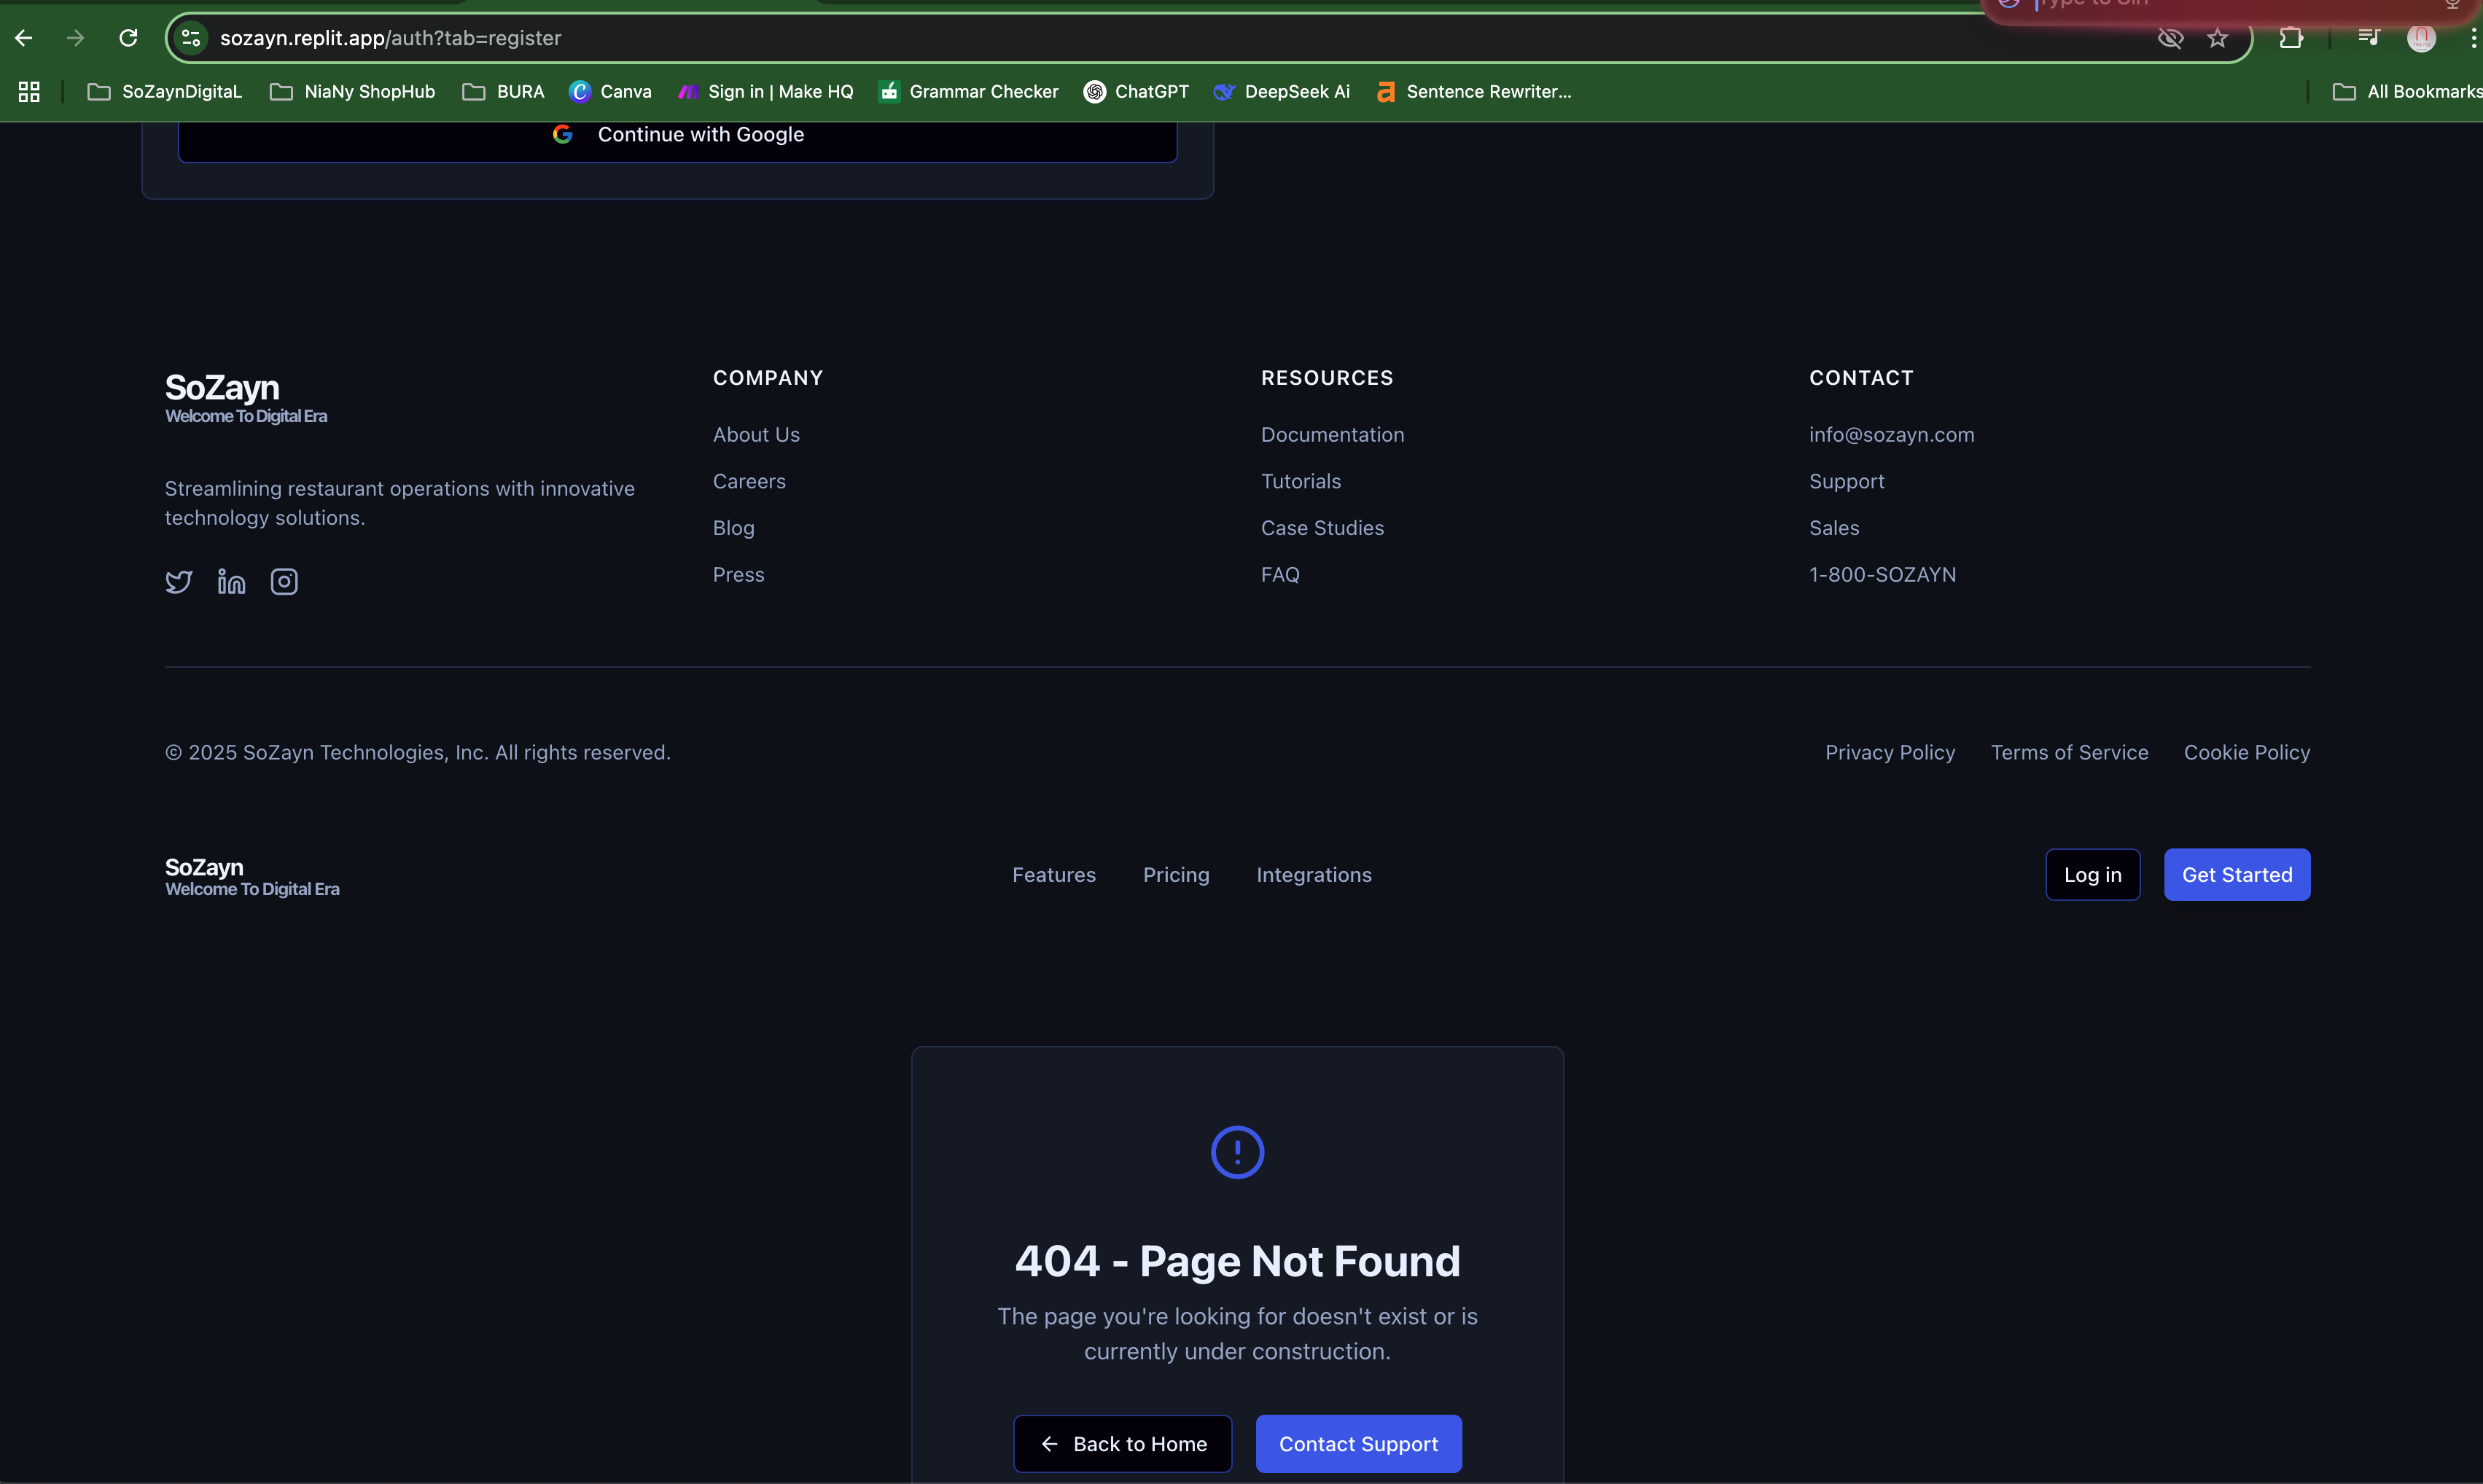 sozayn.replit.app/auth?tab=register
SoZaynDigitaL NiaNy ShopHub BURA Canva Sign in | Make HQ Grammar Checker ChatGPT DeepSeek Ai Sentence Rewriter... All Bookmarks
Continue with Google
SoZayn
Welcome To Digital Era
Streamlining restaurant operations with innovative
technology solutions.
COMPANY
About Us
Careers
Blog
Press
RESOURCES
Documentation
Tutorials
Case Studies
FAQ
CONTACT
info@sozayn.com
Support
Sales
1-800-SOZAYN
© 2025 SoZayn Technologies, Inc. All rights reserved.
Privacy Policy Terms of Service Cookie Policy
SoZayn
Welcome To Digital Era
Features Pricing Integrations
Log in Get Started
404 - Page Not Found
The page you're looking for doesn't exist or is
currently under construction.
Back to Home Contact Support